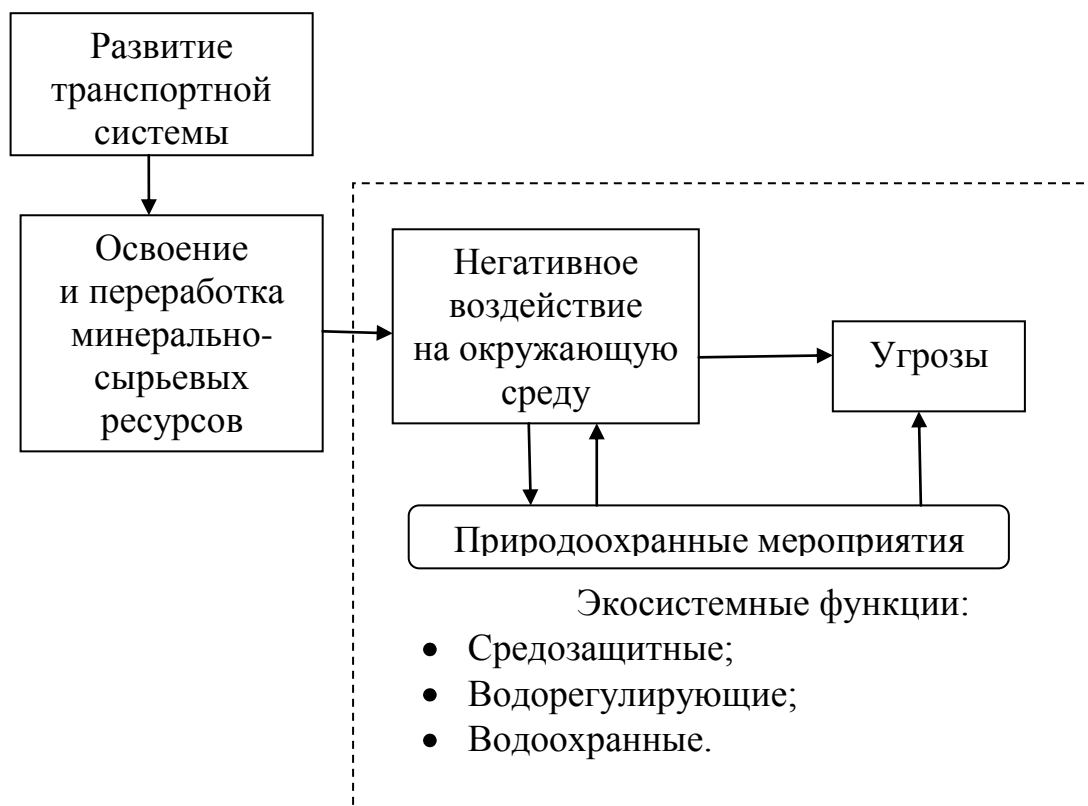 Развитие
транспортной
системы
Освоение
и переработка
минерально-
сырьевых
ресурсов
Негативное
воздействие
на окружающую
среду
Угрозы
Природоохранные мероприятия
Экосистемные функции:
• Средозащитные;
• Водорегулирующие;
• Водоохранные.